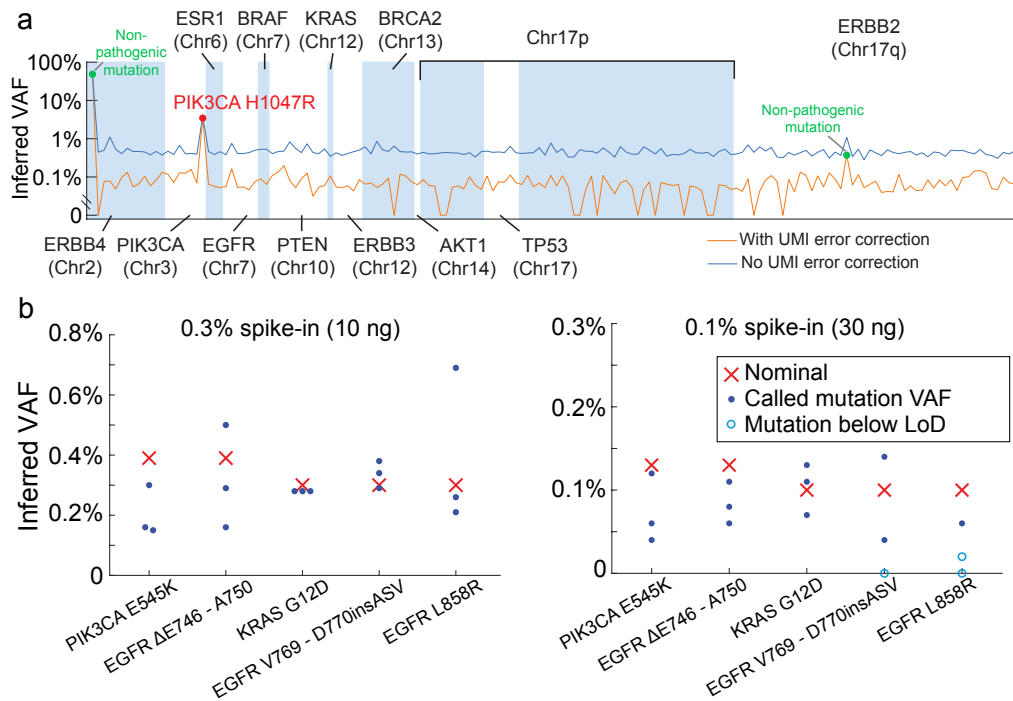 a
ESR1
(Chr6)
BRAF
(Chr7)
KRAS
(Chr12)
BRCA2
(Chr13)
Chr17p
ERBB2
(Chr17q)
Non-
pathogenic
mutation
PIK3CA H1047R
Non-pathogenic
mutation
Inferred VAF
100%
10%
1%
0.1%
0
ERBB4
(Chr2)
PIK3CA
(Chr3)
EGFR
(Chr7)
PTEN
(Chr10)
ERBB3
(Chr12)
AKT1
(Chr14)
TP53
(Chr17)
With UMI error correction
No UMI error correction
b
0.3% spike-in (10 ng)
Inferred VAF
0.8%
0.6%
0.4%
0.2%
0
PIK3CA E545K
EGFR ΔE746 - A750
KRAS G12D
EGFR V769 - D770insASV
EGFR L858R
0.1% spike-in (30 ng)
0.3%
0.2%
0.1%
0
Nominal
Called mutation VAF
Mutation below LoD
PIK3CA E545K
EGFR ΔE746 - A750
KRAS G12D
EGFR V769 - D770insASV
EGFR L858R